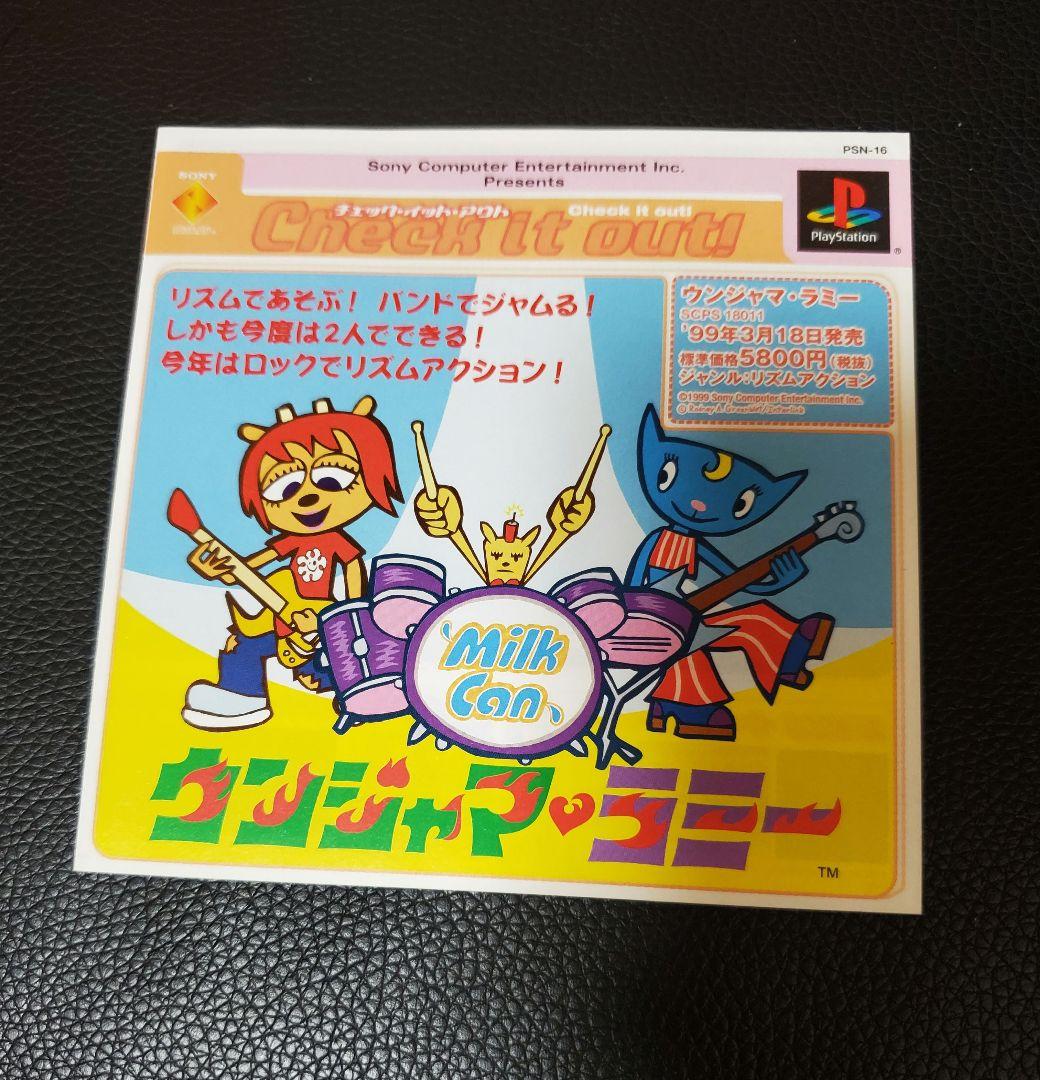 PSN-16
Sony Computer Entertainment Inc.
Presents
SONY
チェック・イット・アウト
Check it out!
Check it out!
PlayStation
®
リズムであそぶ! バンドでジャムる!
しかも今度は2人でできる!
今年はロックでリズムアクション!
ウンジャマ・ラミー
SCPS 18011
'99年3月18日発売
標準価格5800円(税抜)
ジャンル:リズムアクション
©1999 Sony Computer Entertainment Inc.
© Rodney A. Greenblat/Interlink
Milk
Can
ウンジャマ・ラミー
TM